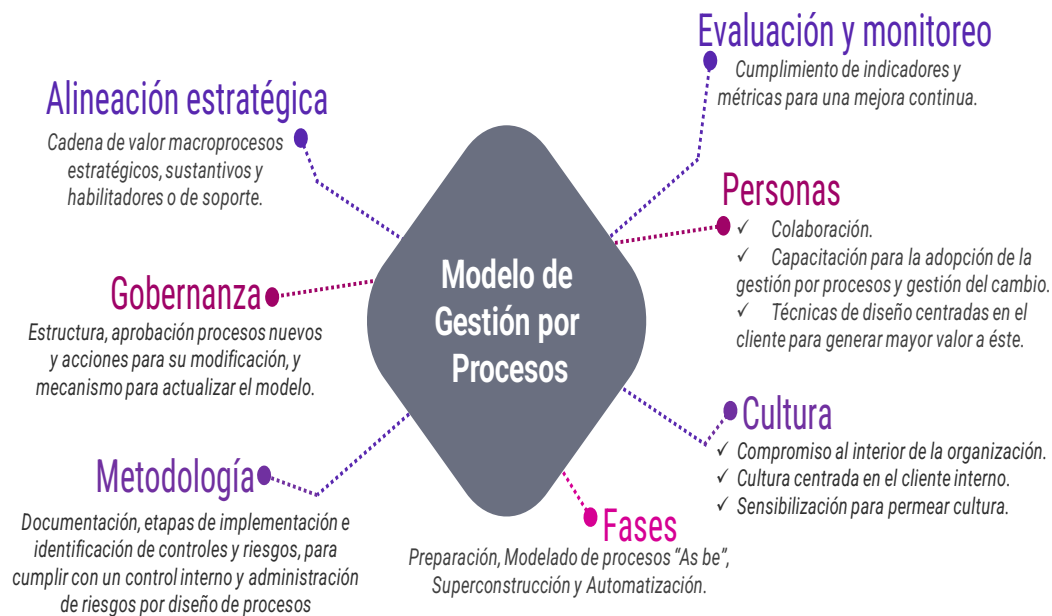 Evaluación y monitoreo
Cumplimiento de indicadores y
métricas para una mejora continua.
Alineación estratégica
Cadena de valor macroprocesos
estratégicos, sustantivos y
habilitadores o de soporte.
Personas
✓ Colaboración.
✓ Capacitación para la adopción de la
gestión por procesos y gestión del cambio.
✓ Técnicas de diseño centradas en el
cliente para generar mayor valor a éste.
Modelo de
Gestión por
Procesos
Gobernanza
Estructura, aprobación procesos nuevos
y acciones para su modificación, y
mecanismo para actualizar el modelo.
Cultura
✓ Compromiso al interior de la organización.
✓ Cultura centrada en el cliente interno.
✓ Sensibilización para permear cultura.
Metodología
Documentación, etapas de implementación e
identificación de controles y riesgos, para
cumplir con un control interno y administración
de riesgos por diseño de procesos
Fases
Preparación, Modelado de procesos “As be”,
Superconstrucción y Automatización.